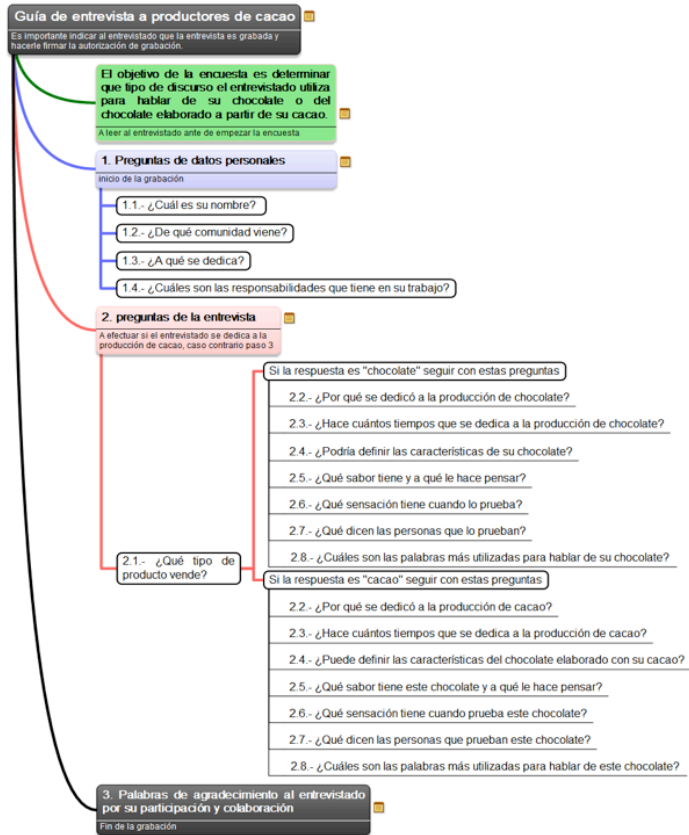 Guía de entrevista a productores de cacao
Es importante indicar al entrevistado que la entrevista es grabada y
hacerle firmar la autorización de grabación.
El objetivo de la encuesta es determinar
que tipo de discurso el entrevistado utiliza
para hablar de su chocolate o del
chocolate elaborado a partir de su cacao.
A leer al entrevistado ante de empezar la encuesta
1. Preguntas de datos personales
inicio de la grabación
1.1.- ¿Cuál es su nombre?
1.2.- ¿De qué comunidad viene?
1.3.- ¿A qué se dedica?
1.4.- ¿Cuáles son las responsabilidades que tiene en su trabajo?
2. preguntas de la entrevista
A efectuar si el entrevistado se dedica a la
producción de cacao, caso contrario paso 3
2.1.- ¿Qué tipo de
producto vende?
Si la respuesta es "chocolate" seguir con estas preguntas
2.2.- ¿Por qué se dedicó a la producción de chocolate?
2.3.- ¿Hace cuántos tiempos que se dedica a la producción de chocolate?
2.4.- ¿Podría definir las características de su chocolate?
2.5.- ¿Qué sabor tiene y a qué le hace pensar?
2.6.- ¿Qué sensación tiene cuando lo prueba?
2.7.- ¿Qué dicen las personas que lo prueban?
2.8.- ¿Cuáles son las palabras más utilizadas para hablar de su chocolate?
Si la respuesta es "cacao" seguir con estas preguntas
2.2.- ¿Por qué se dedicó a la producción de cacao?
2.3.- ¿Hace cuántos tiempos que se dedica a la producción de cacao?
2.4.- ¿Puede definir las características del chocolate elaborado con su cacao?
2.5.- ¿Qué sabor tiene este chocolate y a qué le hace pensar?
2.6.- ¿Qué sensación tiene cuando prueba este chocolate?
2.7.- ¿Qué dicen las personas que prueban este chocolate?
2.8.- ¿Cuáles son las palabras más utilizadas para hablar de este chocolate?
3. Palabras de agradecimiento al entrevistado
por su participación y colaboración
Fin de la grabación